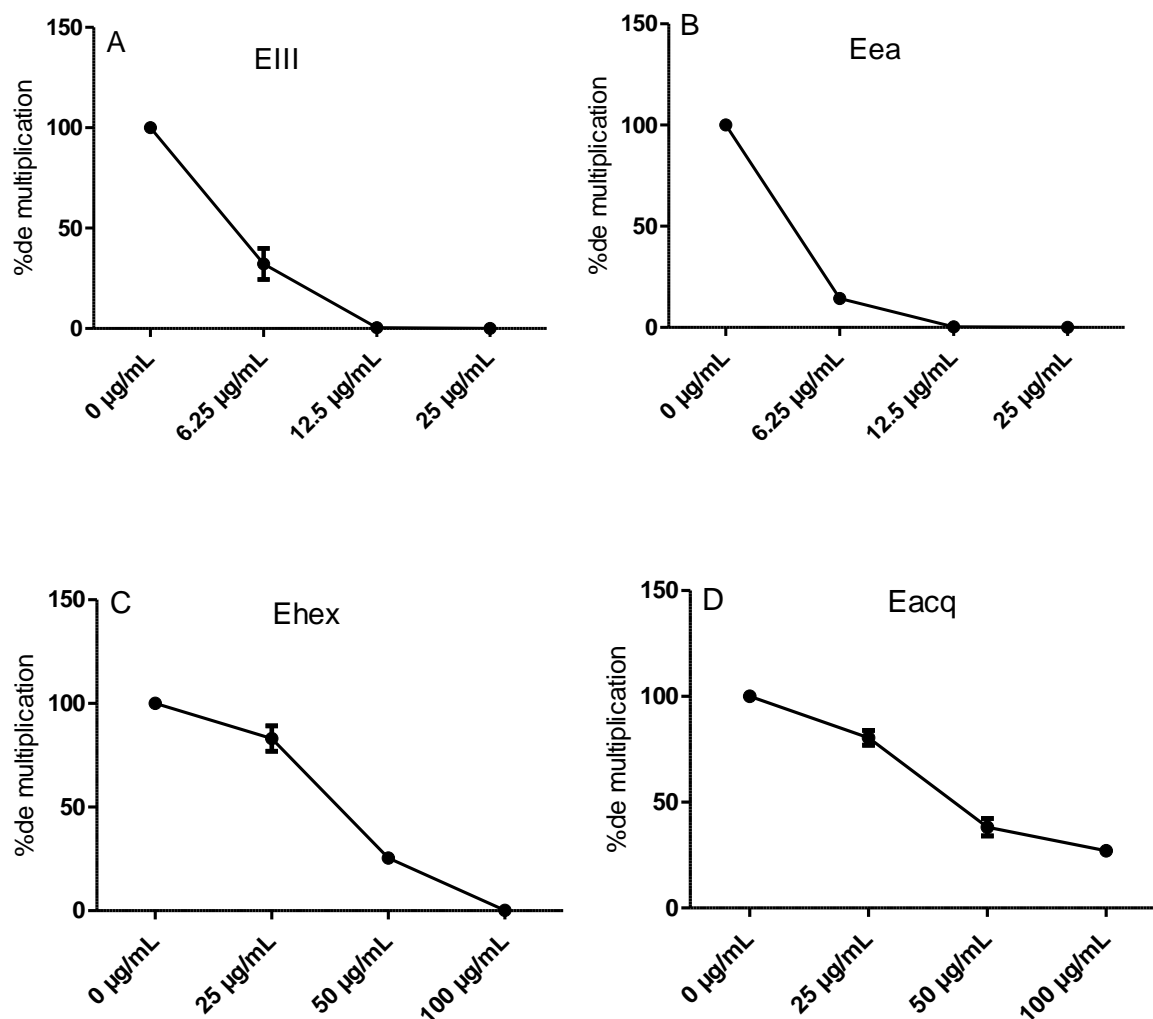 A
EIII
%de multiplication
150
100
50
0
0 µg/mL
6.25 µg/mL
12.5 µg/mL
25 µg/mL
B
Eea
%de multiplication
150
100
50
0
0 µg/mL
6.25 µg/mL
12.5 µg/mL
25 µg/mL
C
Ehex
%de multiplication
150
100
50
0
0 µg/mL
25 µg/mL
50 µg/mL
100 µg/mL
D
Eacq
%de multiplication
150
100
50
0
0 µg/mL
25 µg/mL
50 µg/mL
100 µg/mL